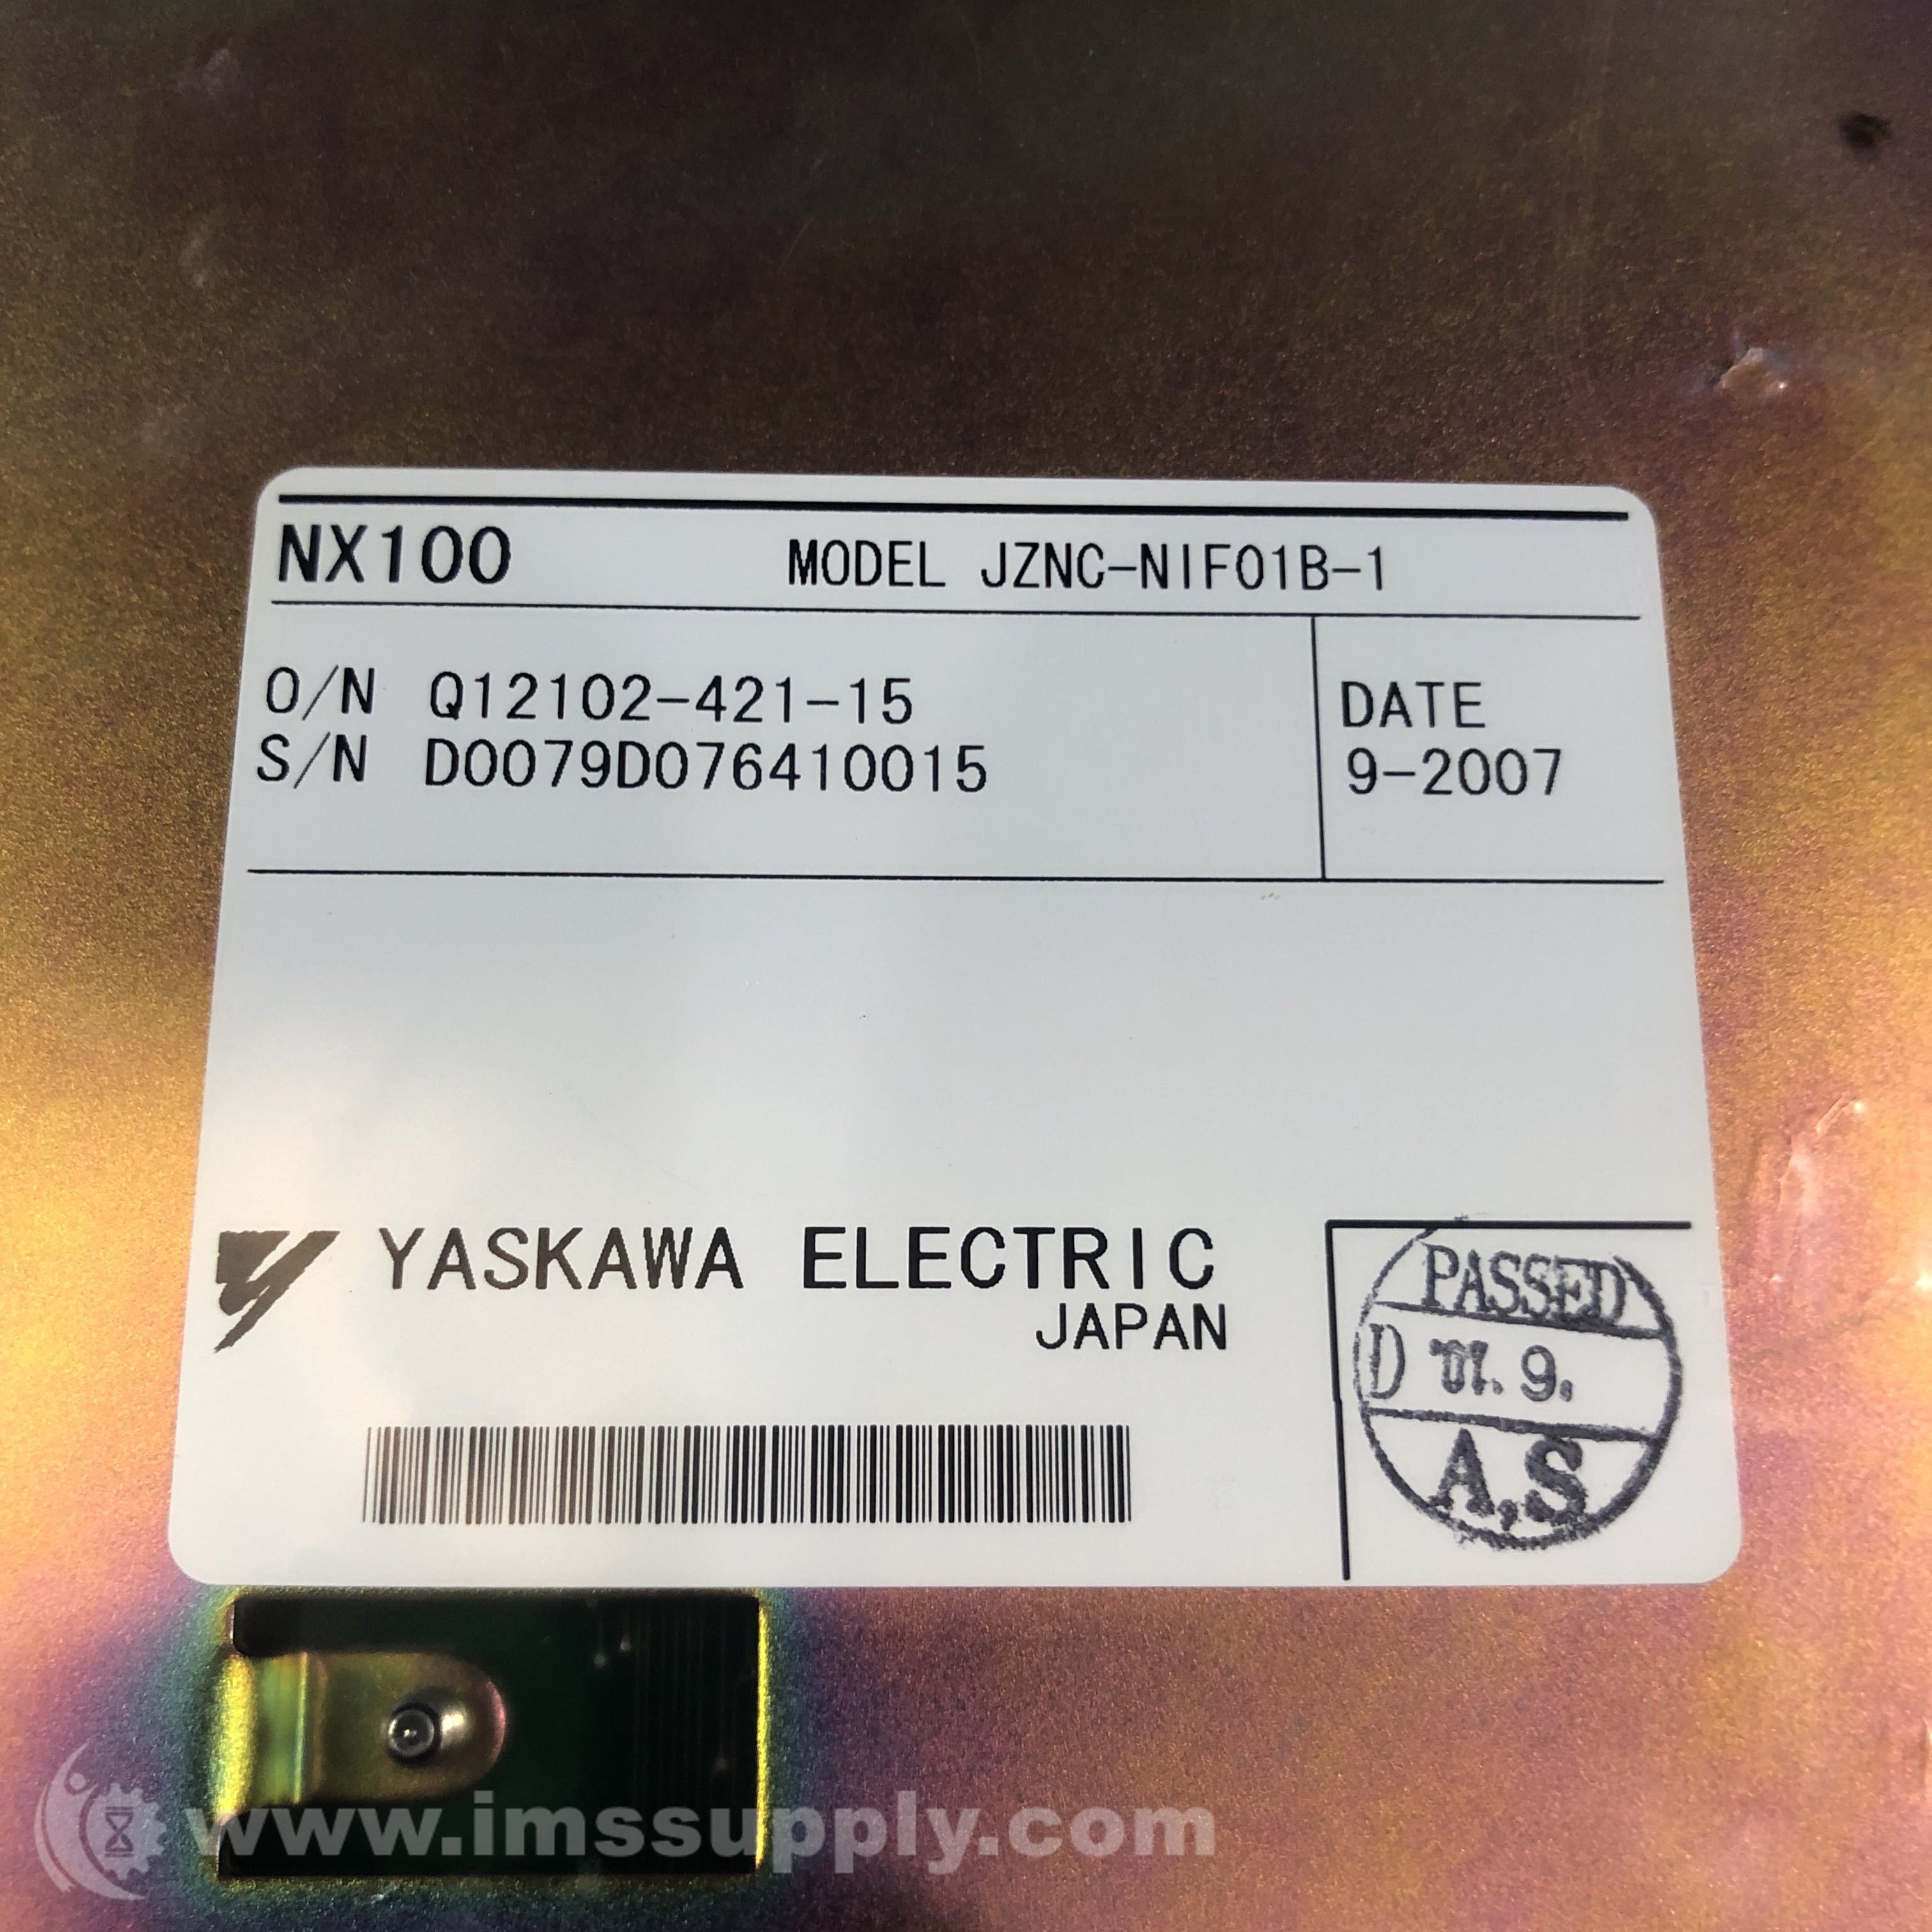 NX100 MODEL JZNC-NIF01B-1
O/N Q12102-421-15
S/N D0079D076410015
DATE
9-2007
YASKAWA ELECTRIC
JAPAN
PASSED
D '07. 9.
A,S
www.imssupply.com